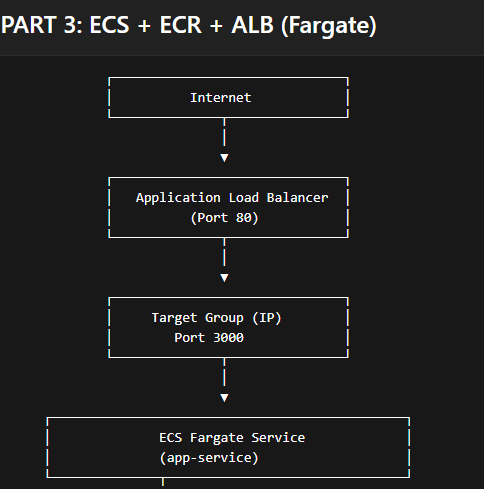 PART 3: ECS + ECR + ALB (Fargate)
Internet
Application Load Balancer
(Port 80)
Target Group (IP)
Port 3000
ECS Fargate Service
(app-service)